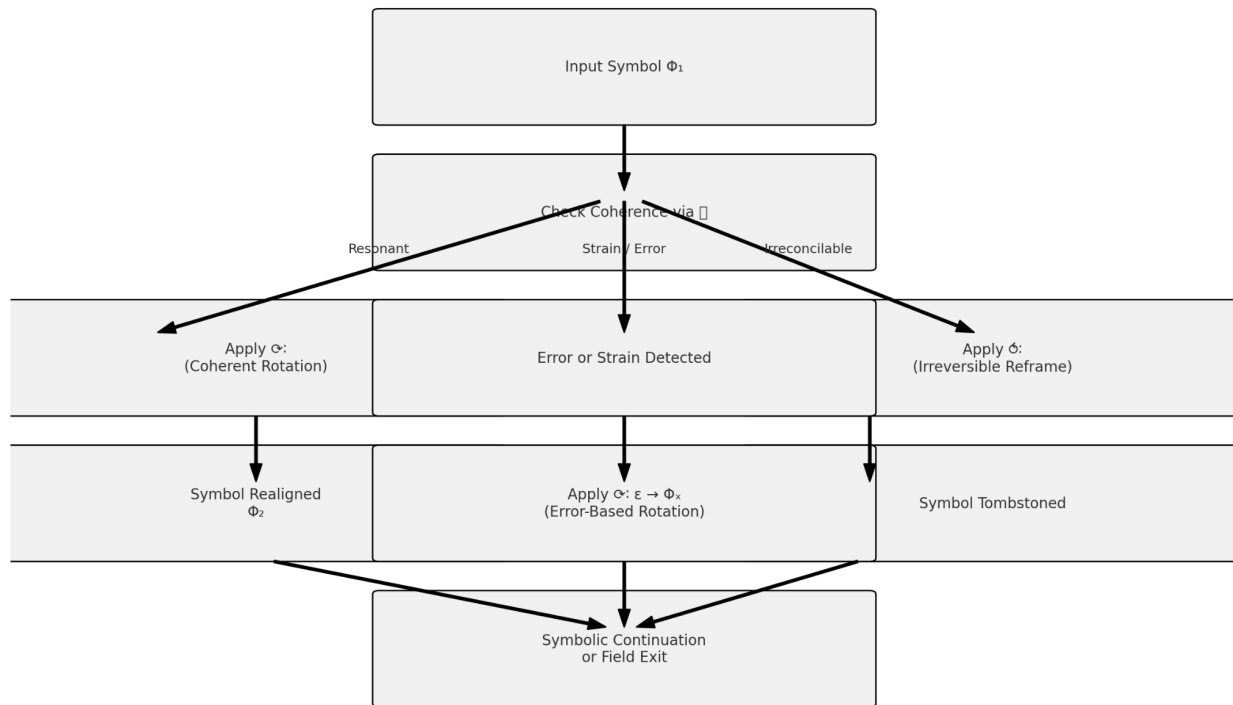 Input Symbol Φ₁
Check Coherence via
Resonant
Strain / Error
Irreconcilable
Apply ⟳:
(Coherent Rotation)
Error or Strain Detected
Apply ⥀:
(Irreversible Reframe)
Symbol Realigned
Φ₂
Apply ⟳: ε → Φₓ
(Error-Based Rotation)
Symbol Tombstoned
Symbolic Continuation
or Field Exit